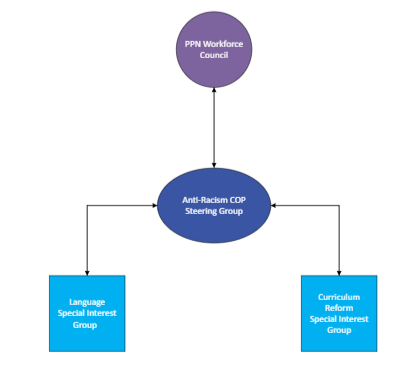 PPN Workforce
Council
Anti-Racism COP
Steering Group
Language
Special Interest
Group
Curriculum
Reform
Special Interest
Group